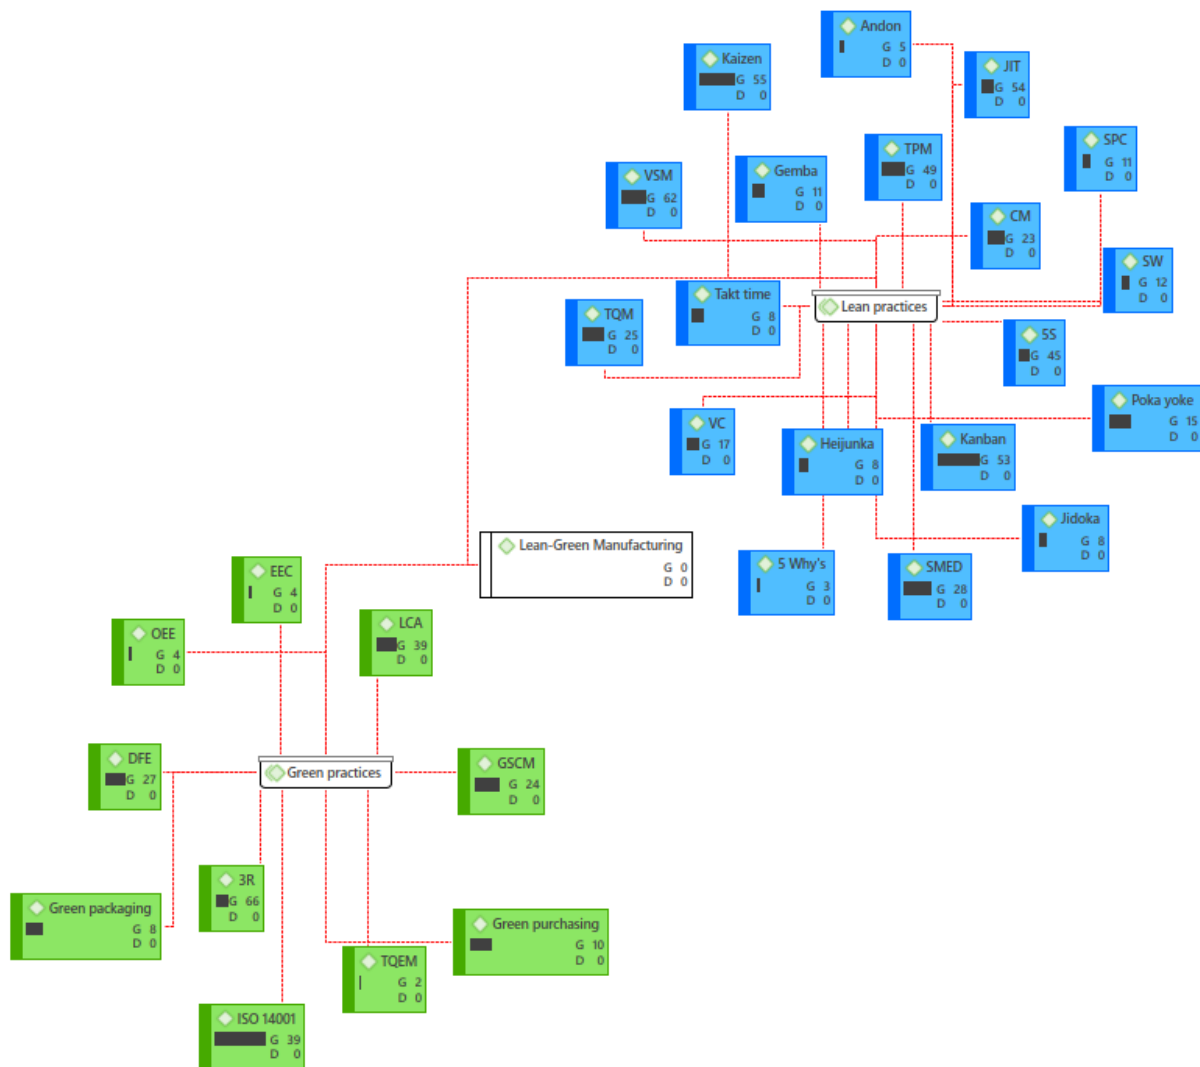 Andon
G 5
D 0
Kaizen
G 55
D 0
JIT
G 54
D 0
SPC
G 11
D 0
TPM
G 49
D 0
Gemba
G 11
D 0
VSM
G 62
D 0
CM
G 23
D 0
SW
G 12
D 0
Takt time
G 8
D 0
Lean practices
TQM
G 25
D 0
5S
G 45
D 0
Poka yoke
G 15
D 0
VC
G 17
D 0
Heijunka
G 8
D 0
Kanban
G 53
D 0
Jidoka
G 8
D 0
Lean-Green Manufacturing
G 0
D 0
5 Why's
G 3
D 0
SMED
G 28
D 0
EEC
G 4
D 0
OEE
G 4
D 0
LCA
G 39
D 0
DFE
G 27
D 0
Green practices
GSCM
G 24
D 0
3R
G 66
D 0
Green packaging
G 8
D 0
Green purchasing
G 10
D 0
TQEM
G 2
D 0
ISO 14001
G 39
D 0